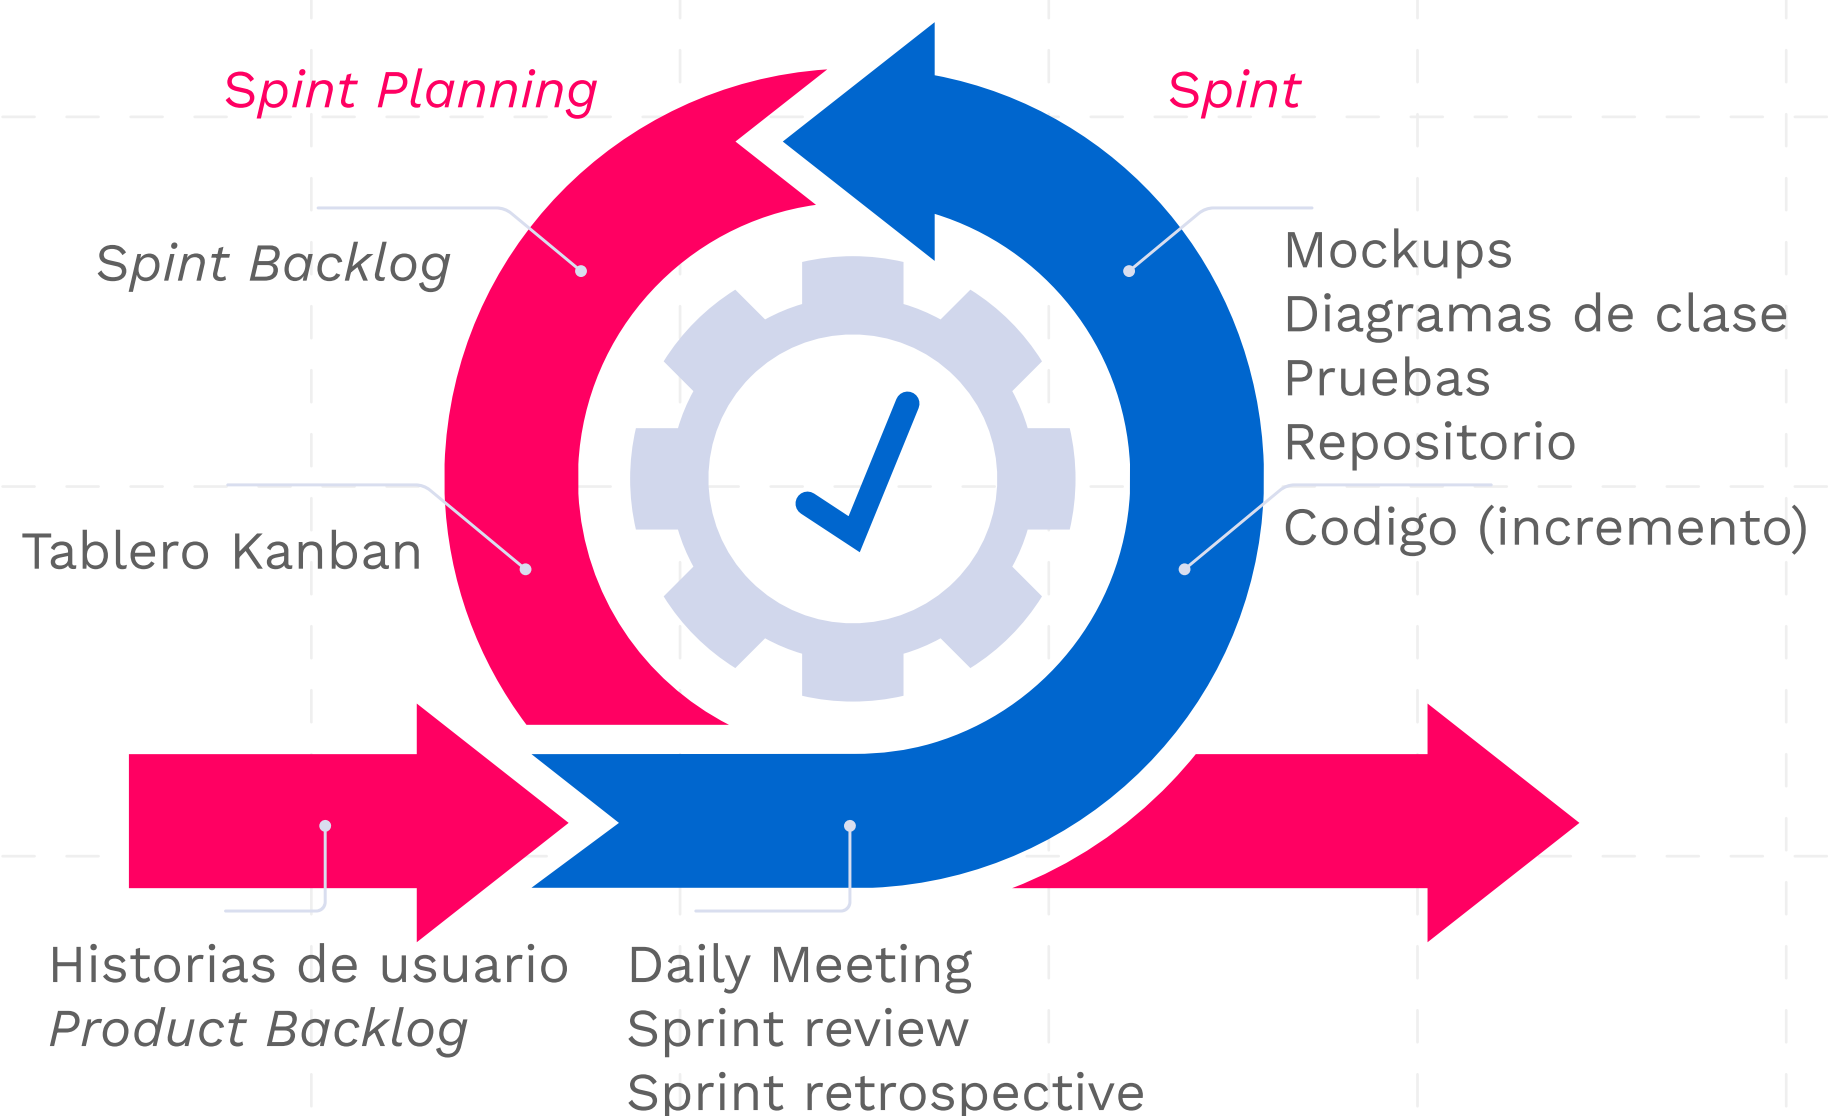 Spint Planning
Spint
Spint Backlog
Mockups
Diagramas de clase
Pruebas
Repositorio
Codigo (incremento)
Tablero Kanban
Historias de usuario
Product Backlog
Daily Meeting
Sprint review
Sprint retrospective